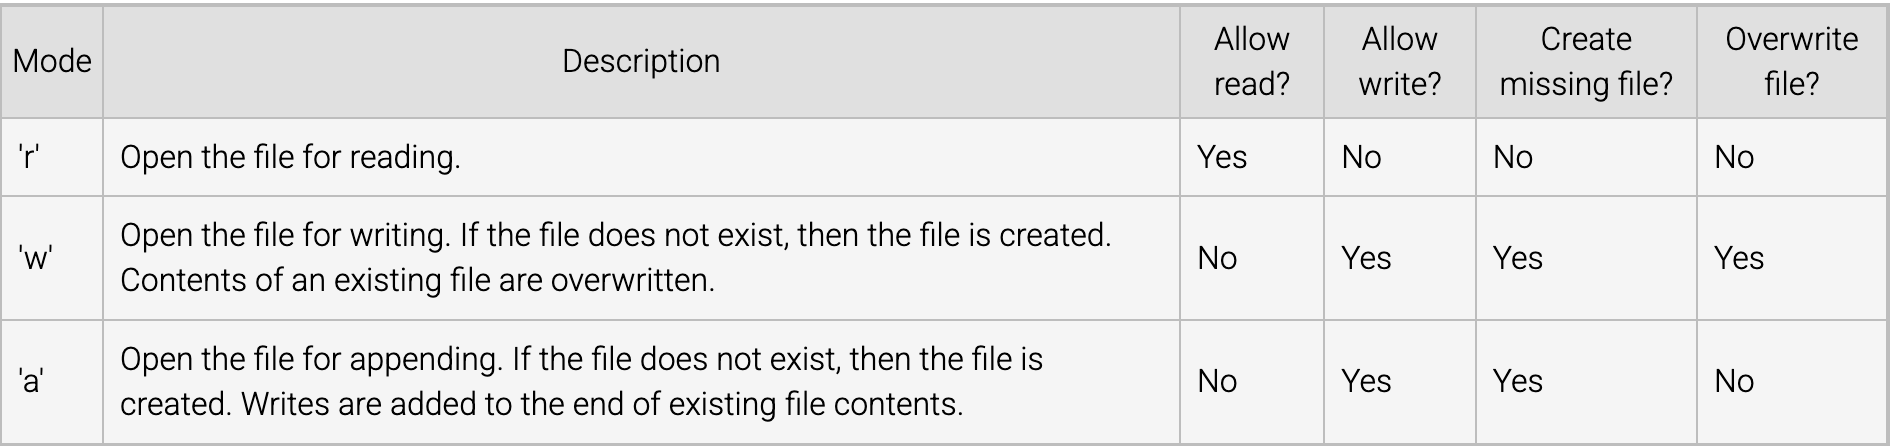 Mode Description Allow read? Allow write? Create missing file? Overwrite file?
'r' Open the file for reading. Yes No No No
'w' Open the file for writing. If the file does not exist, then the file is created.
Contents of an existing file are overwritten. No Yes Yes Yes
'a' Open the file for appending. If the file does not exist, then the file is
created. Writes are added to the end of existing file contents. No Yes Yes No